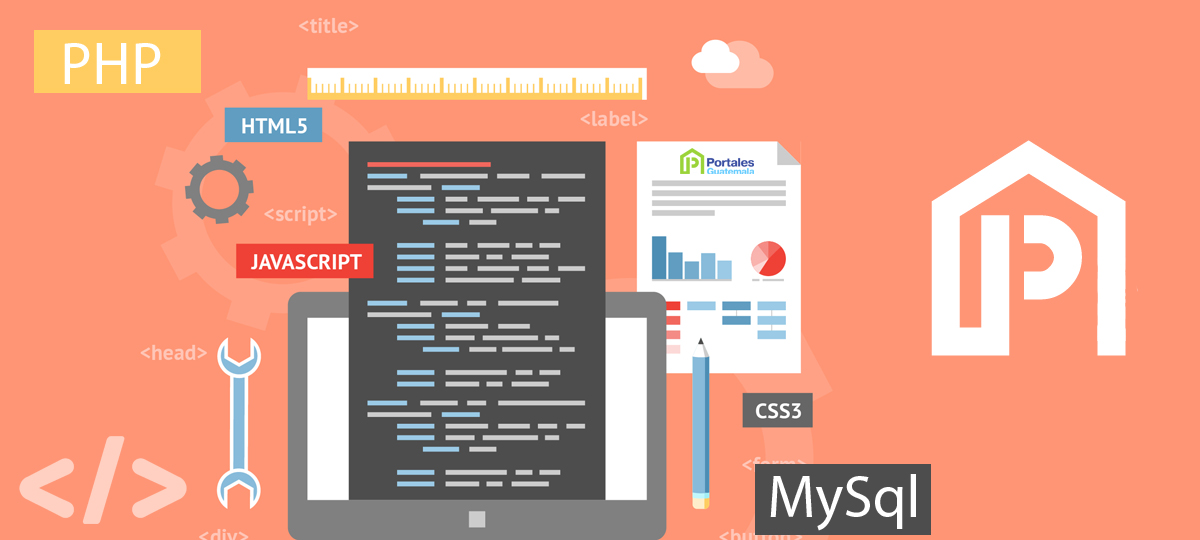 <title>
PHP
<label>
HTML5
Portales
Guatemala
<script>
JAVASCRIPT
<head>
CSS3
<form>
</>
MySql
<div>
<button>